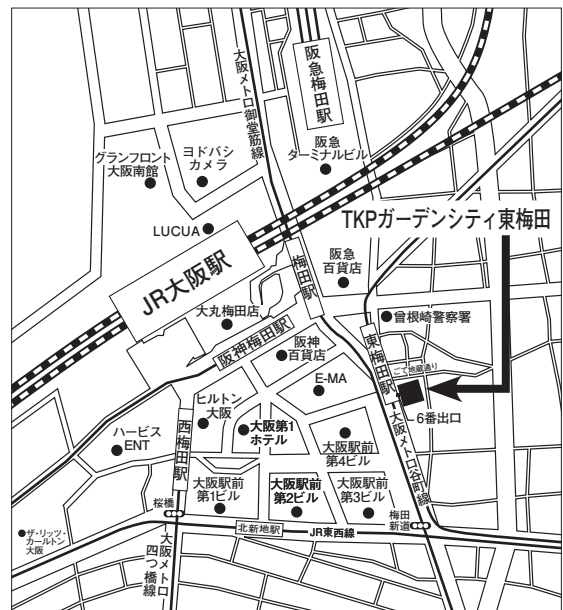 大阪メトロ御堂筋線
阪急梅田駅
グランフロント
大阪南館
ヨドバシ
カメラ
阪急
ターミナルビル
LUCUA
TKPガーデンシティ東梅田
JR大阪駅
梅田駅
阪急
百貨店
大丸梅田店
阪神梅田駅
阪神
百貨店
曾根崎警察署
東梅田駅
ごて地蔵通り
E-MA
6番出口
ヒルトン
大阪
大阪第1
ホテル
大阪駅前
第4ビル
大阪メトロ谷町線
ハービス
ENT
西梅田駅
大阪駅前
第1ビル
大阪駅前
第2ビル
大阪駅前
第3ビル
桜橋
梅田
新道
北新地駅
JR東西線
ザ・リッツ・
カールトン
大阪
大阪メトロ
四つ橋線